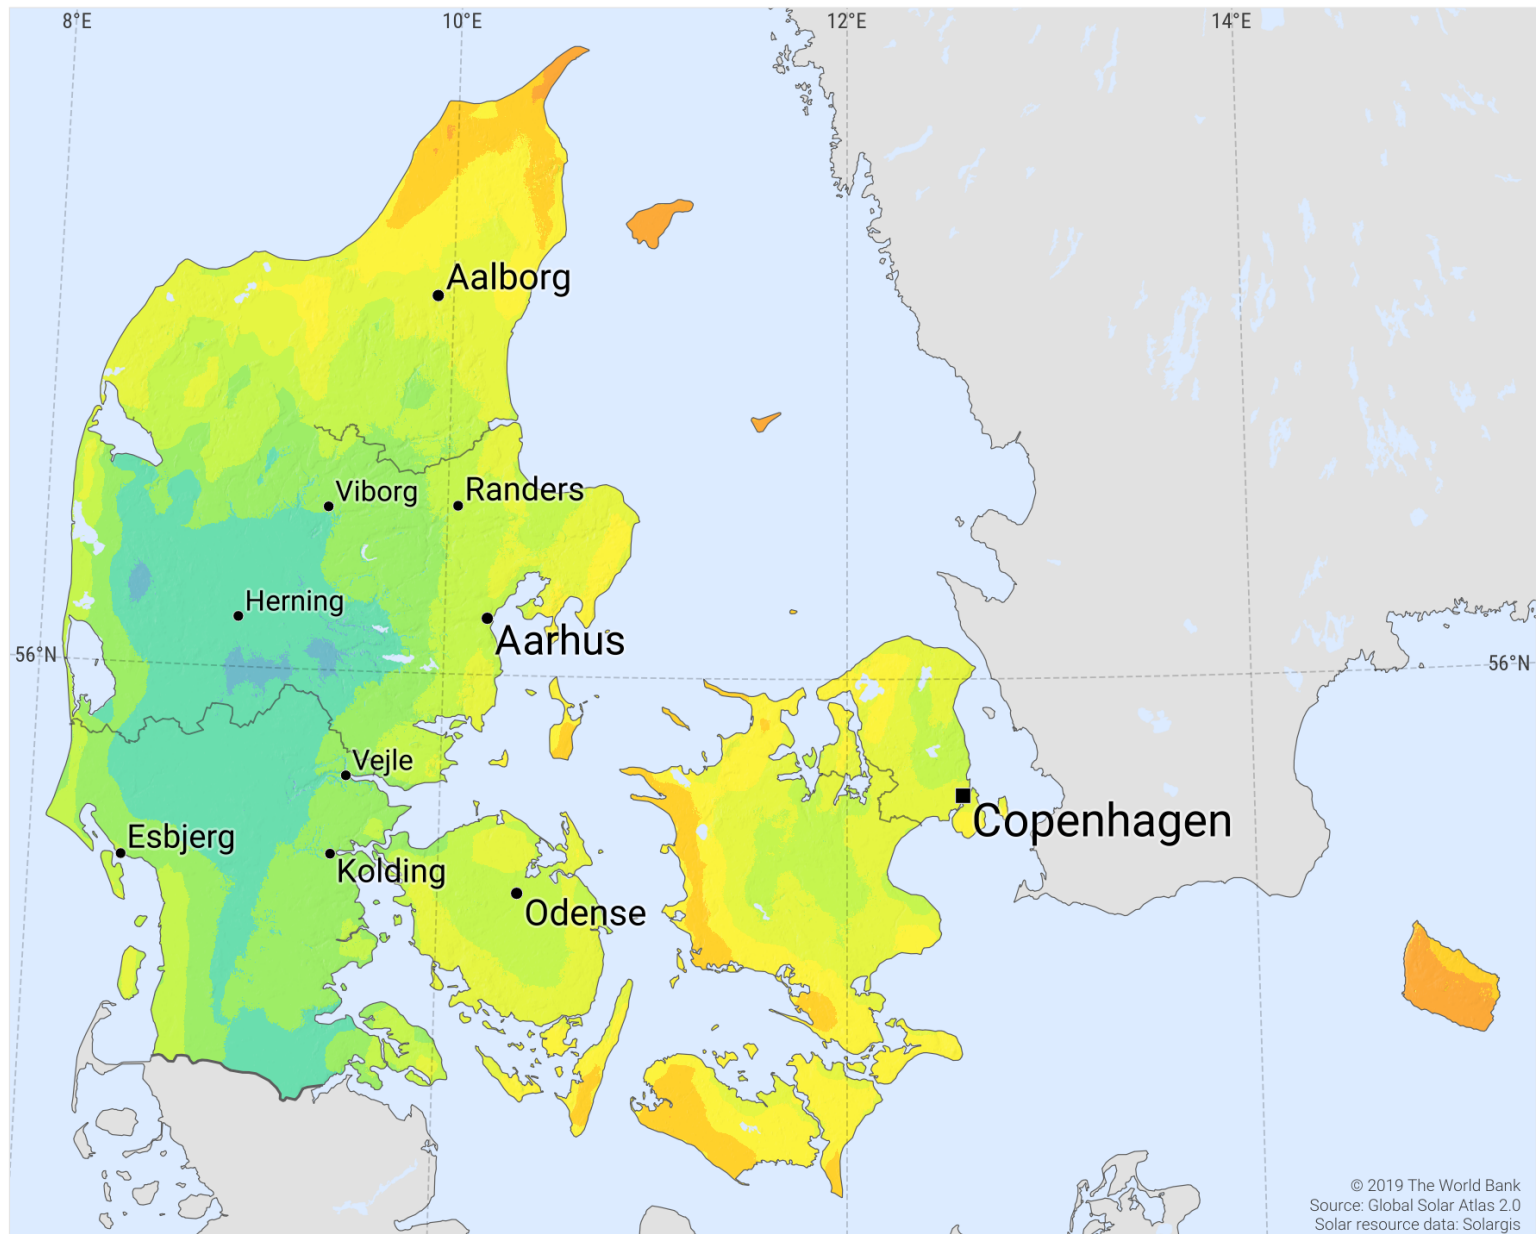 8°E
10°E
12°E
14°E
Aalborg
Viborg
Randers
Herning
Aarhus
56°N
56°N
Vejle
Esbjerg
Copenhagen
Kolding
Odense
© 2019 The World Bank
Source: Global Solar Atlas 2.0
Solar resource data: Solargis